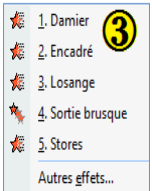 1. Damier
3
2. Encadré
3. Losange
4. Sortie brusque
5. Stores
Autres effets...